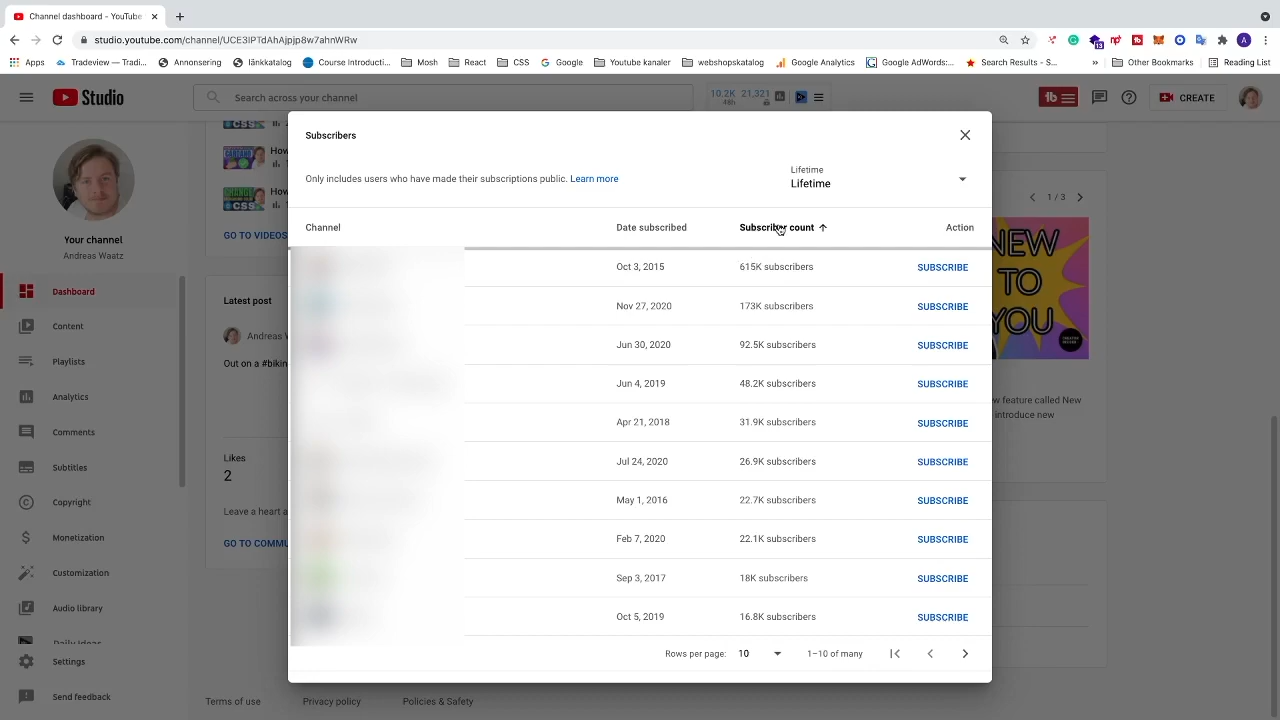 Channel dashboard - YouTube
studio.youtube.com/channel/UCE3IPTdAhAjpjp8w7ahnWRw
Apps
Tradeview -- Tradi...
Annonsering
länkkatalog
Course Introducti...
Mosh
React
CSS
Google
Youtube kanaler
webshopskatalog
Google Analytics
Google AdWords:...
Search Results - S...
Other Bookmarks
Reading List
Studio
Search across your channel
10.2K 21,321
48h
CREATE
Your channel
Andreas Waatz
Dashboard
Content
Playlists
Analytics
Comments
Subtitles
Copyright
Monetization
Customization
Audio library
Daily Ideas
Settings
Send feedback
How
How
GO TO VIDEOS
Latest post
Andreas W
Out on a #bikin
Likes
2
Leave a heart a
GO TO COMMU
Subscribers
Only includes users who have made their subscriptions public. Learn more
Lifetime
Lifetime
Channel Date subscribed Subscriber count Action
Oct 3, 2015 615K subscribers SUBSCRIBE
Nov 27, 2020 173K subscribers SUBSCRIBE
Jun 30, 2020 92.5K subscribers SUBSCRIBE
Jun 4, 2019 48.2K subscribers SUBSCRIBE
Apr 21, 2018 31.9K subscribers SUBSCRIBE
Jul 24, 2020 26.9K subscribers SUBSCRIBE
May 1, 2016 22.7K subscribers SUBSCRIBE
Feb 7, 2020 22.1K subscribers SUBSCRIBE
Sep 3, 2017 18K subscribers SUBSCRIBE
Oct 5, 2019 16.8K subscribers SUBSCRIBE
Rows per page: 10 1–10 of many
1 / 3
NEW
TO
YOU
w feature called New
introduce new
Terms of use
Privacy policy
Policies & Safety